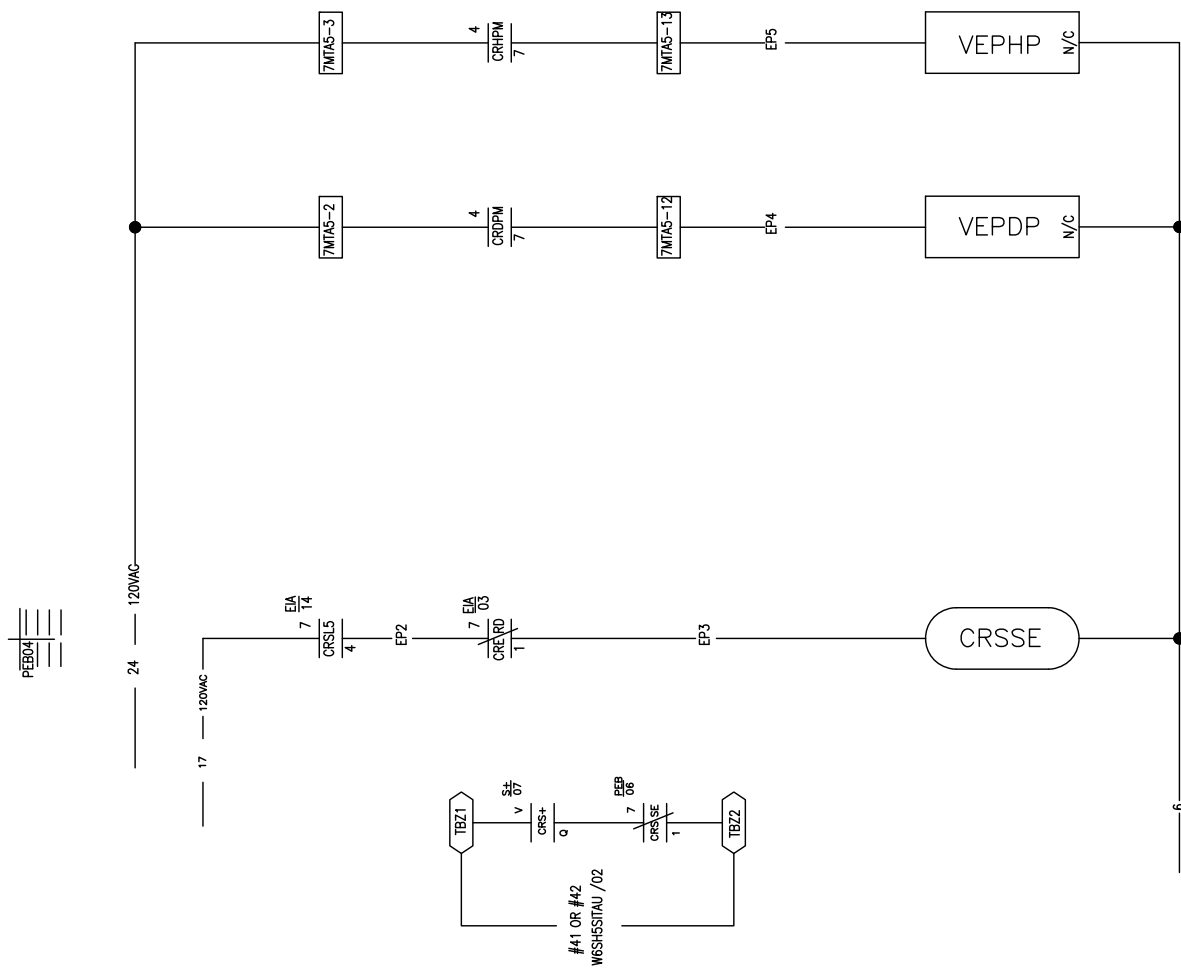 7MTA5-3
4
CRHPM
7
7MTA5-13
EP5
VEPHP
N/C
7MTA5-2
4
CRDPM
7
7MTA5-12
EP4
VEPDP
N/C
PEB04
24
120VAC
17
120VAC
EIA
14
7
CRSL5
4
EP2
EIA
03
7
CRE RD
1
EP3
CRSSE
TBZ1
S+
07
V
CRS+
Q
PEB
06
7
CRSSE
1
TBZ2
#41 OR #42
W6SH5SITAU /02
6